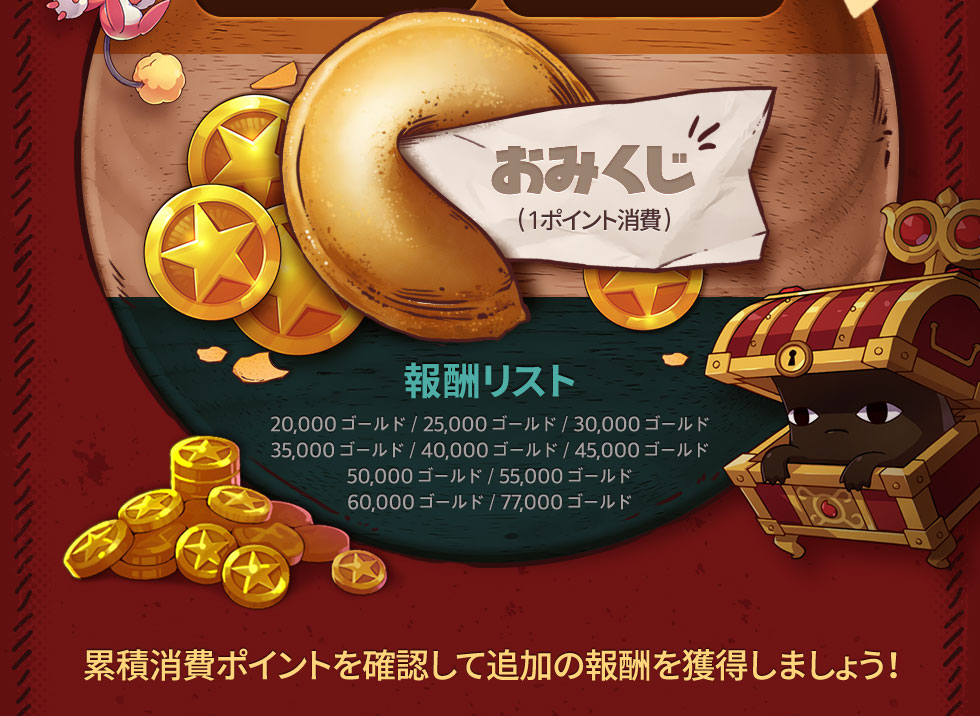 おみくじ
(1ポイント消費)
報酬リスト
20,000 ゴールド / 25,000 ゴールド / 30,000 ゴールド
35,000 ゴールド / 40,000 ゴールド / 45,000 ゴールド
50,000 ゴールド / 55,000 ゴールド
60,000 ゴールド / 77,000 ゴールド
累積消費ポイントを確認して追加の報酬を獲得しましょう!